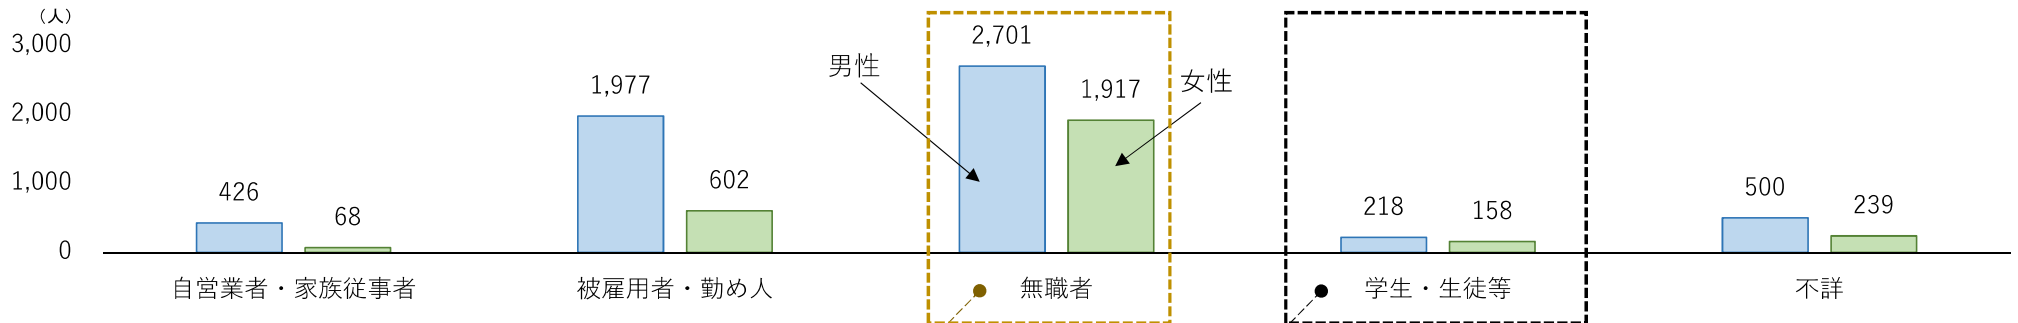 （人）
3,000
2,000
1,000
0
426
68
1,977
602
2,701
1,917
218
158
500
239
男性
女性
自営業者・家族従事者
被雇用者・勤め人
無職者
学生・生徒等
不詳